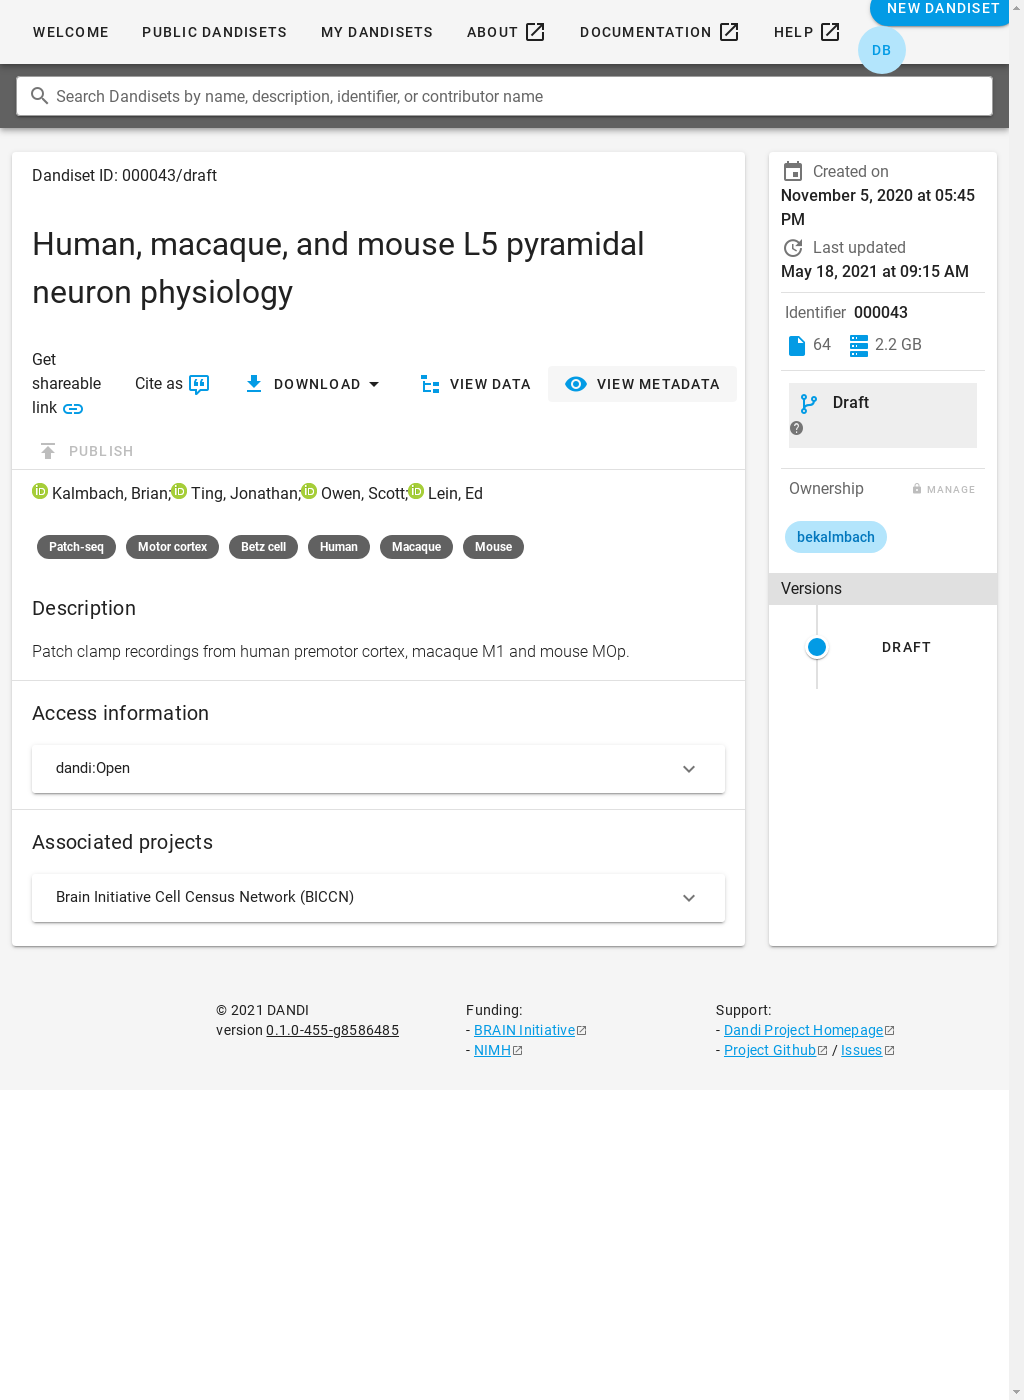 WELCOME PUBLIC DANDISETS MY DANDISETS ABOUT DOCUMENTATION HELP NEW DANDISET
DB
Search Dandisets by name, description, identifier, or contributor name
Dandiset ID: 000043/draft
Human, macaque, and mouse L5 pyramidal
neuron physiology
Get
shareable
link
Cite as DOWNLOAD VIEW DATA VIEW METADATA
PUBLISH
Kalmbach, Brian; Ting, Jonathan; Owen, Scott; Lein, Ed
Patch-seq Motor cortex Betz cell Human Macaque Mouse
Description
Patch clamp recordings from human premotor cortex, macaque M1 and mouse MOp.
Access information
dandi:Open
Associated projects
Brain Initiative Cell Census Network (BICCN)
Created on
November 5, 2020 at 05:45
PM
Last updated
May 18, 2021 at 09:15 AM
Identifier 000043
64 2.2 GB
Draft
Ownership MANAGE
bekalmbach
Versions
DRAFT
© 2021 DANDI
version 0.1.0-455-g8586485
Funding:
- BRAIN Initiative
- NIMH
Support:
- Dandi Project Homepage
- Project Github / Issues